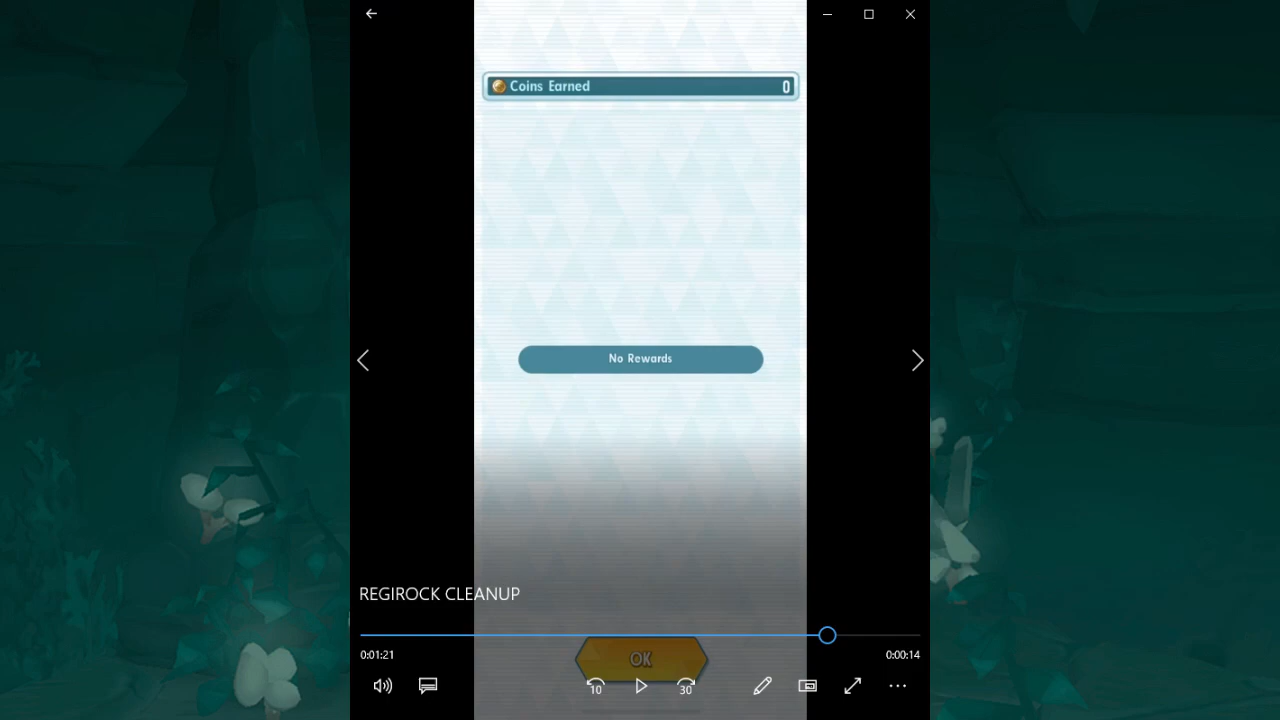 Coins Earned 0
No Rewards
REGIROCK CLEANUP
0:01:21 0:00:14
OK
10 30